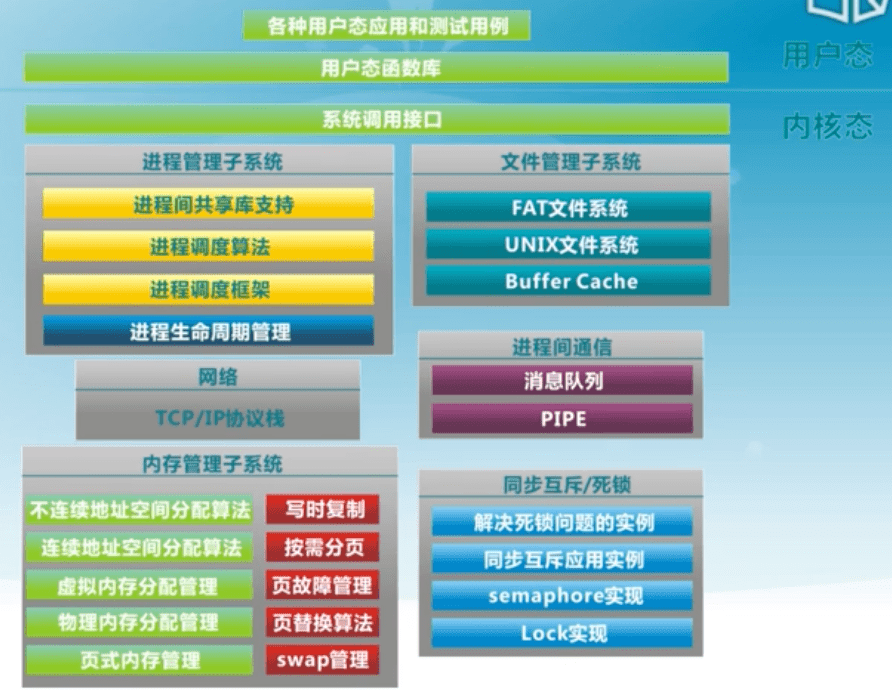 各种用户态应用和测试用例
用户态函数库
用户态
系统调用接口
内核态
进程管理子系统
进程间共享库支持
进程调度算法
进程调度框架
进程生命周期管理
文件管理子系统
FAT文件系统
UNIX文件系统
Buffer Cache
网络
TCP/IP协议栈
进程间通信
消息队列
PIPE
内存管理子系统
不连续地址空间分配算法
写时复制
连续地址空间分配算法
按需分页
虚拟内存分配管理
页故障管理
物理内存分配管理
页替换算法
页式内存管理
swap管理
同步互斥/死锁
解决死锁问题的实例
同步互斥应用实例
semaphore实现
Lock实现